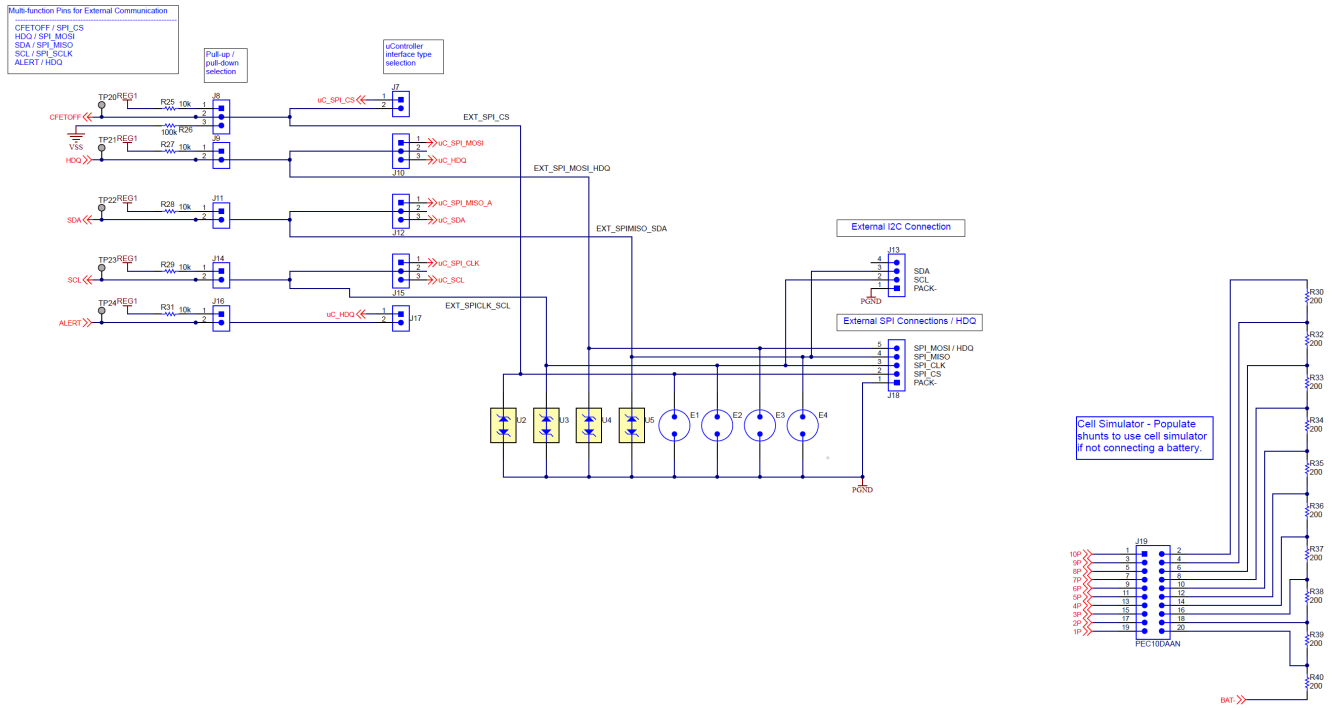 Multi-function Pins for External Communication
CFETOFF / SPI_CS
HDQ / SPI_MOSI
SDA / SPI_MISO
SCL / SPI_SCLK
ALERT / HDQ
Pull-up /
pull-down
selection
uController
interface type
selection
TP20
REG1
R25
10k
J8
1
2
3
CFETOFF
100k
R26
VSS
J7
uC_SPI_CS
1
2
EXT_SPI_CS
TP21
REG1
R27
10k
J9
1
2
HDQ
1
2
3
uC_SPI_MOSI
uC_HDQ
J10
EXT_SPI_MOSI_HDQ
TP22
REG1
R28
10k
J11
1
2
SDA
1
2
3
uC_SPI_MISO_A
uC_SDA
J12
EXT_SPIMISO_SDA
TP23
REG1
R29
10k
J14
1
2
SCL
1
2
3
uC_SPI_CLK
uC_SCL
J15
EXT_SPICLK_SCL
TP24
REG1
R31
10k
J16
1
2
ALERT
uC_HDQ
1
2
J17
External I2C Connection
J13
4
3
2
1
SDA
SCL
PACK-
PGND
External SPI Connections / HDQ
5
4
3
2
1
SPI_MOSI / HDQ
SPI_MISO
SPI_CLK
SPI_CS
PACK-
J18
U2
U3
U4
U5
E1
E2
E3
E4
PGND
Cell Simulator - Populate
shunts to use cell simulator
if not connecting a battery.
R30
200
R32
200
R33
200
R34
200
R35
200
R36
200
R37
200
R38
200
R39
200
R40
200
J19
10P 1 2
9P 3 4
8P 5 6
7P 7 8
6P 9 10
5P 11 12
4P 13 14
3P 15 16
2P 17 18
1P 19 20
PEC10DAAN
BAT-